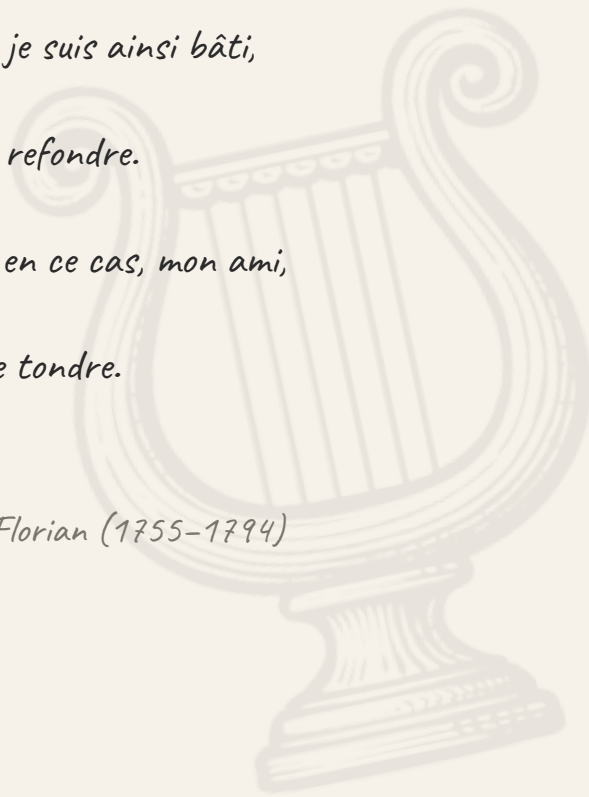 je suis ainsi bâti,
refondre.
en ce cas, mon ami,
tondre.
Florian (1755–1794)